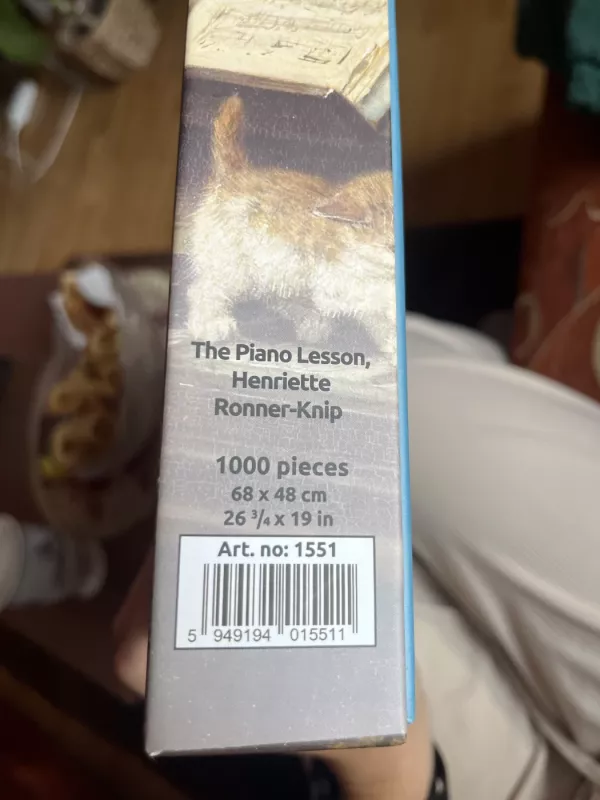 The Piano Lesson,
Henriette
Ronner-Knip
1000 pieces
68 x 48 cm
26 ³/₄ x 19 in
Art. no: 1551
5 949194 015511